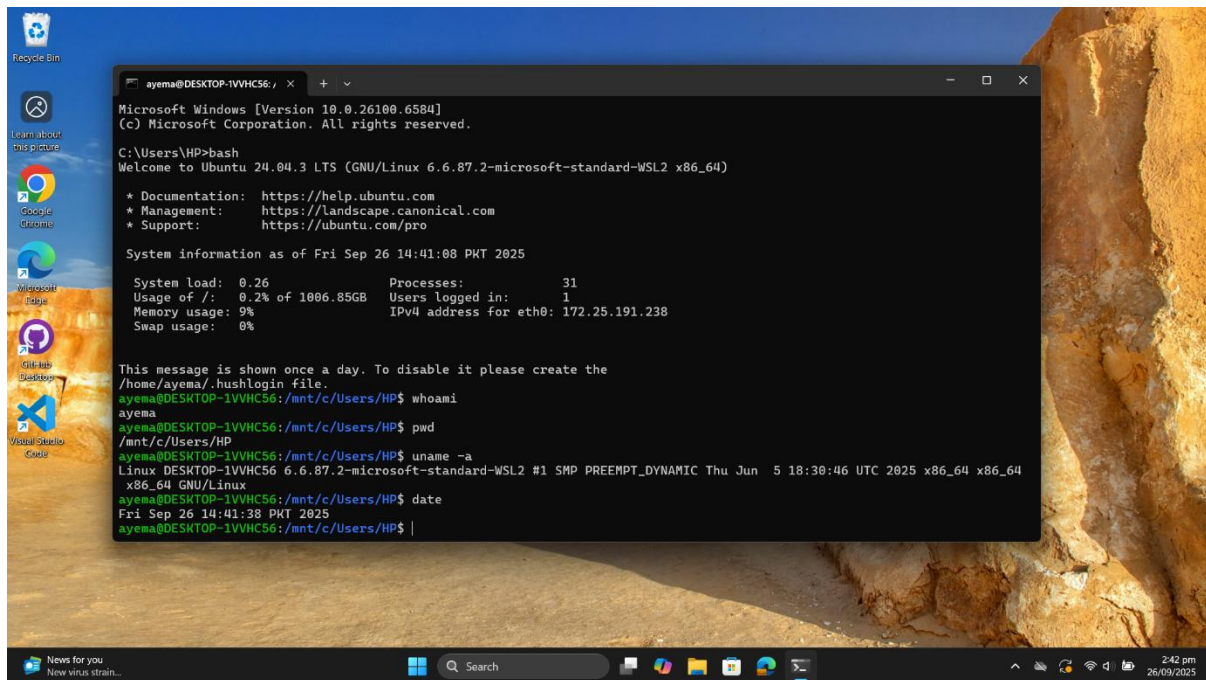 Recycle Bin
Learn about
this picture
Google
Chrome
Microsoft
Edge
GitHub
Desktop
Visual Studio
Code
ayema@DESKTOP-1VVHC56: /
Microsoft Windows [Version 10.0.26100.6584]
(c) Microsoft Corporation. All rights reserved.
C:\Users\HP>bash
Welcome to Ubuntu 24.04.3 LTS (GNU/Linux 6.6.87.2-microsoft-standard-WSL2 x86_64)
* Documentation:  https://help.ubuntu.com
* Management:     https://landscape.canonical.com
* Support:        https://ubuntu.com/pro
System information as of Fri Sep 26 14:41:08 PKT 2025
System load:  0.26                Processes:             31
Usage of /:   0.2% of 1006.85GB   Users logged in:       1
Memory usage: 9%                  IPv4 address for eth0: 172.25.191.238
Swap usage:   0%
This message is shown once a day. To disable it please create the
/home/ayema/.hushlogin file.
ayema@DESKTOP-1VVHC56:/mnt/c/Users/HP$ whoami
ayema
ayema@DESKTOP-1VVHC56:/mnt/c/Users/HP$ pwd
/mnt/c/Users/HP
ayema@DESKTOP-1VVHC56:/mnt/c/Users/HP$ uname -a
Linux DESKTOP-1VVHC56 6.6.87.2-microsoft-standard-WSL2 #1 SMP PREEMPT_DYNAMIC Thu Jun  5 18:30:46 UTC 2025 x86_64 x86_64
x86_64 GNU/Linux
ayema@DESKTOP-1VVHC56:/mnt/c/Users/HP$ date
Fri Sep 26 14:41:38 PKT 2025
ayema@DESKTOP-1VVHC56:/mnt/c/Users/HP$
News for you
New virus strain...
Search
2:42 pm
26/09/2025